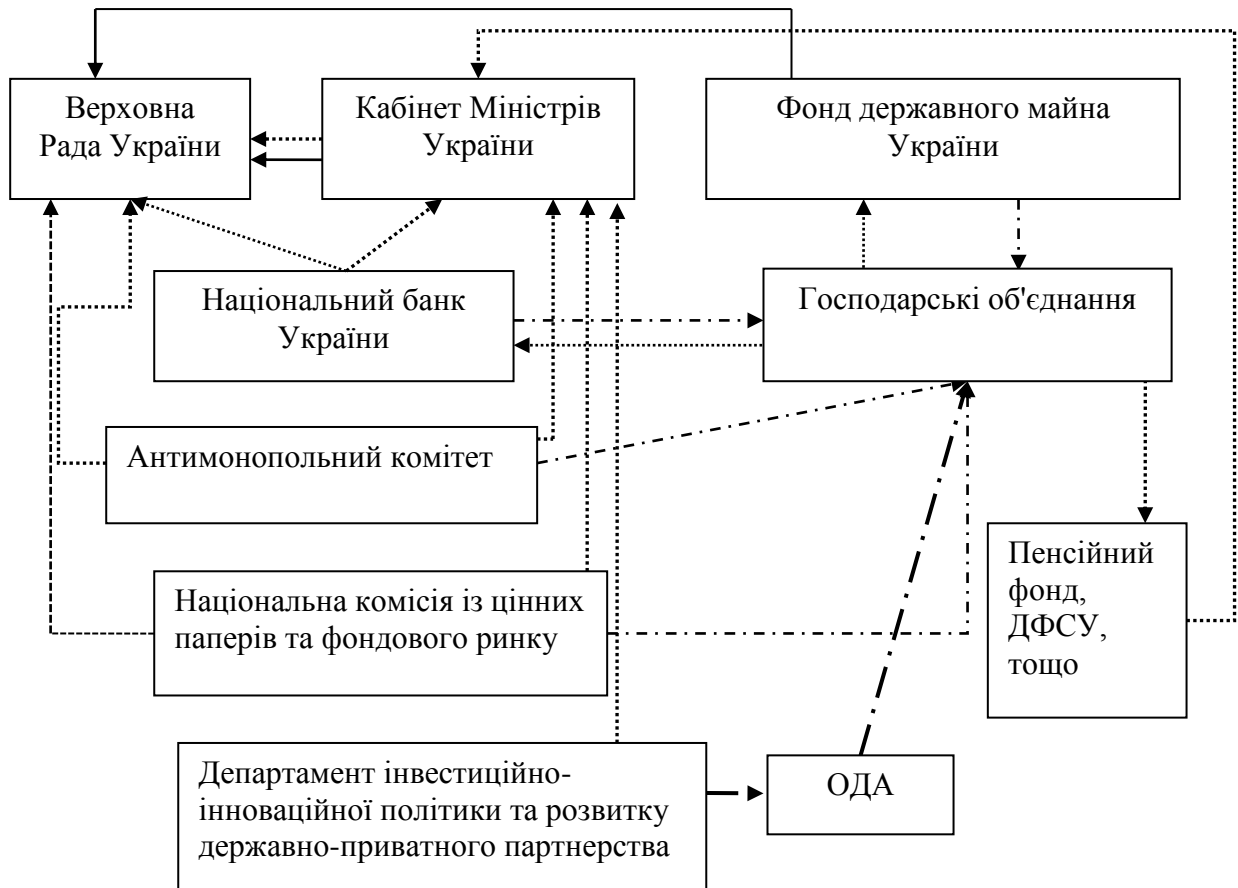 Верховна
Рада України
Кабінет Міністрів
України
Фонд державного майна
України
Національний банк
України
Господарські об'єднання
Антимонопольний комітет
Національна комісія із цінних
паперів та фондового ринку
Пенсійний
фонд,
ДФСУ,
тощо
Департамент інвестиційно-
інноваційної політики та розвитку
державно-приватного партнерства
ОДА